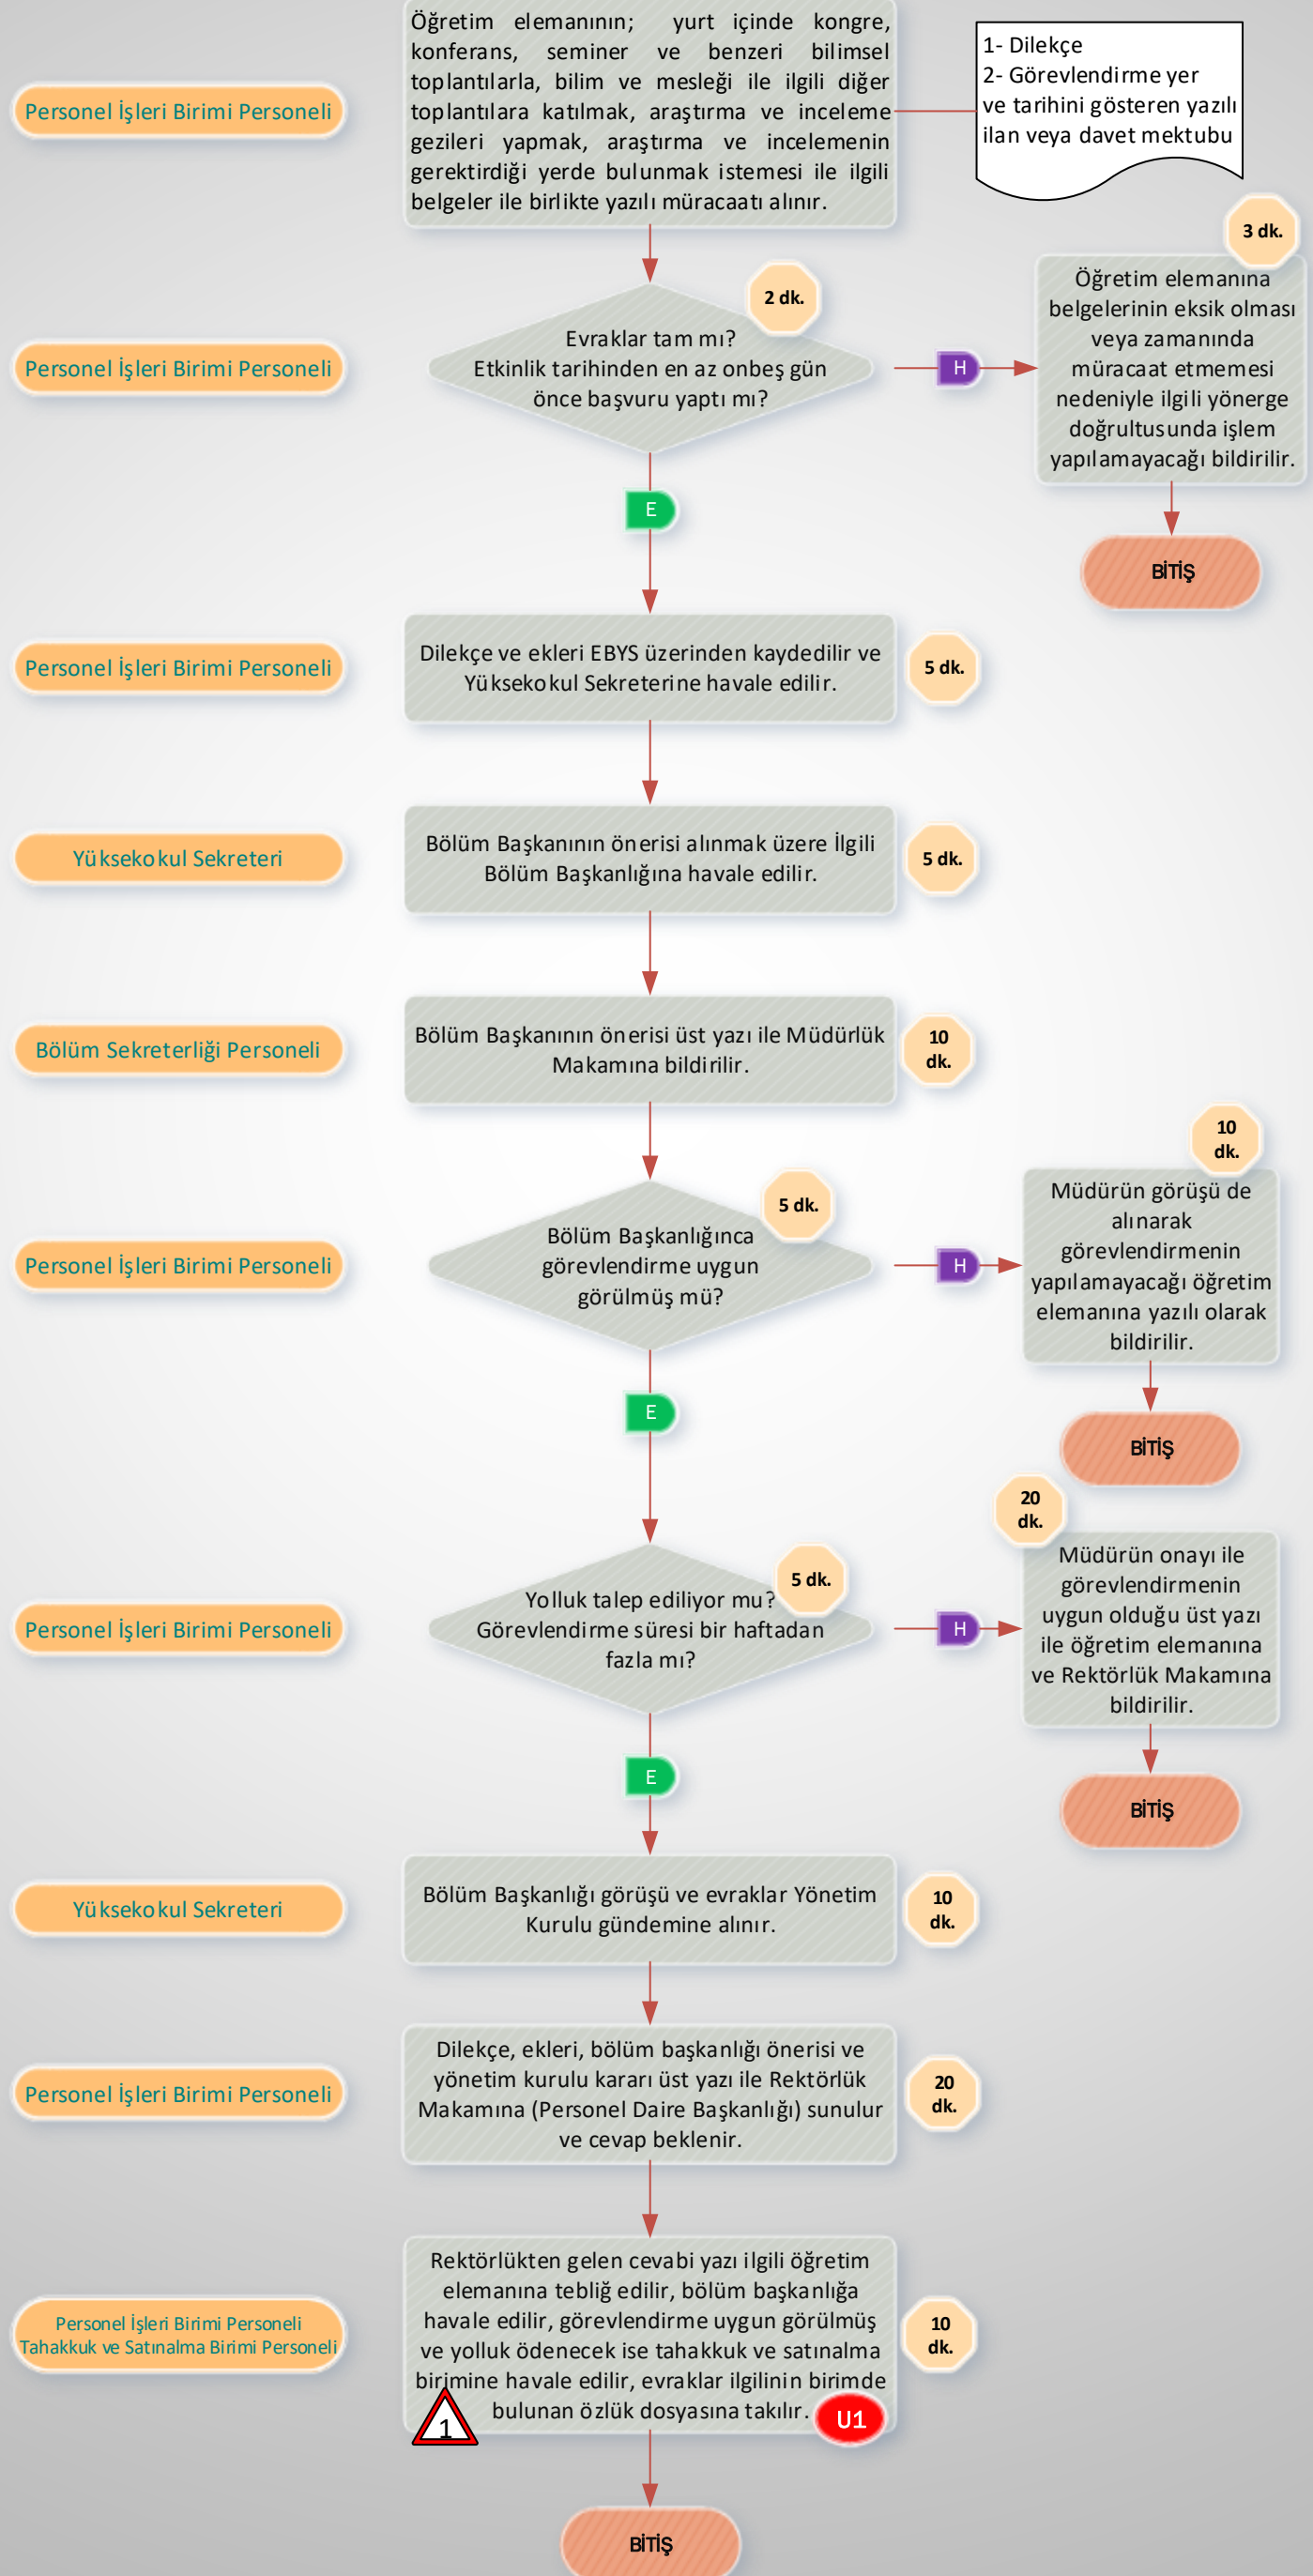 Öğretim elemanının; yurt içinde kongre,
konferans, seminer ve benzeri bilimsel
toplantılarla, bilim ve mesleği ile ilgili diğer
toplantılara katılmak, araştırma ve inceleme
gezileri yapmak, araştırma ve incelemenin
gerektirdiği yerde bulunmak istemesi ile ilgili
belgeler ile birlikte yazılı müracaatı alınır.
Personel İşleri Birimi Personeli
1- Dilekçe
2- Görevlendirme yer
ve tarihini gösteren yazılı
ilan veya davet mektubu
Personel İşleri Birimi Personeli
2 dk.
Evraklar tam mı?
Etkinlik tarihinden en az onbeş gün
önce başvuru yaptı mı?
H
3 dk.
Öğretim elemanına
belgelerinin eksik olması
veya zamanında
müracaat etmemesi
nedeniyle ilgili yönerge
doğrultusunda işlem
yapılamayacağı bildirilir.
BİTİŞ
E
Personel İşleri Birimi Personeli
Dilekçe ve ekleri EBYS üzerinden kaydedilir ve
Yüksekokul Sekreterine havale edilir.
5 dk.
Yüksekokul Sekreteri
Bölüm Başkanının önerisi alınmak üzere İlgili
Bölüm Başkanlığına havale edilir.
5 dk.
Bölüm Sekreterliği Personeli
Bölüm Başkanının önerisi üst yazı ile Müdürlük
Makamına bildirilir.
10
dk.
Personel İşleri Birimi Personeli
5 dk.
Bölüm Başkanlığınca
görevlendirme uygun
görülmüş mü?
H
10
dk.
Müdürün görüşü de
alınarak
görevlendirmenin
yapılamayacağı öğretim
elemanına yazılı olarak
bildirilir.
BİTİŞ
E
Personel İşleri Birimi Personeli
5 dk.
Yolluk talep ediliyor mu?
Görevlendirme süresi bir haftadan
fazla mı?
H
20
dk.
Müdürün onayı ile
görevlendirmenin
uygun olduğu üst yazı
ile öğretim elemanına
ve Rektörlük Makamına
bildirilir.
BİTİŞ
E
Yüksekokul Sekreteri
Bölüm Başkanlığı görüşü ve evraklar Yönetim
Kurulu gündemine alınır.
10
dk.
Personel İşleri Birimi Personeli
Dilekçe, ekleri, bölüm başkanlığı önerisi ve
yönetim kurulu kararı üst yazı ile Rektörlük
Makamına (Personel Daire Başkanlığı) sunulur
ve cevap beklenir.
20
dk.
Personel İşleri Birimi Personeli
Tahakkuk ve Satınalma Birimi Personeli
Rektörlükten gelen cevabi yazı ilgili öğretim
elemanına tebliğ edilir, bölüm başkanlığa
havale edilir, görevlendirme uygun görülmüş
ve yolluk ödenecek ise tahakkuk ve satınalma
birimine havale edilir, evraklar ilgilinin birimde
bulunan özlük dosyasına takılır.
10
dk.
1
U1
BİTİŞ